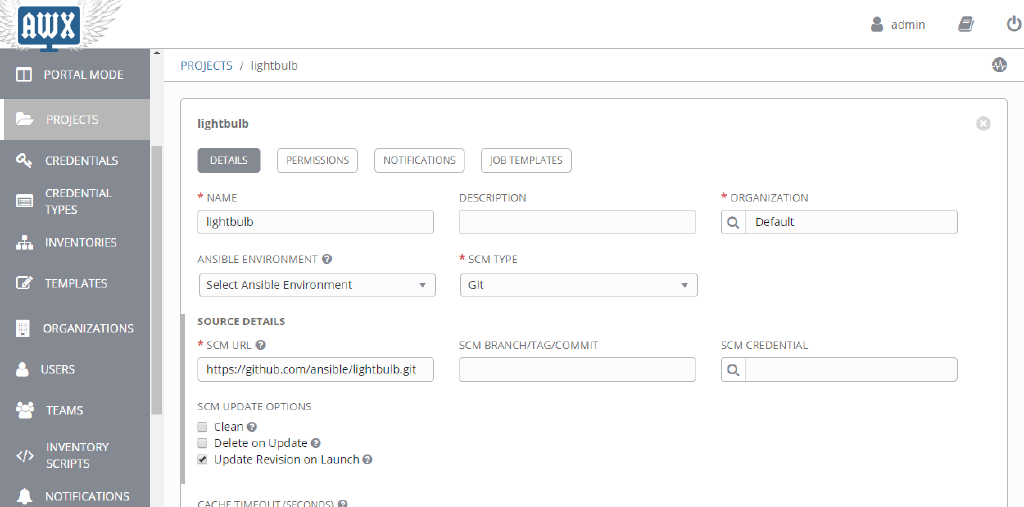 AWX
admin
PORTAL MODE
PROJECTS
CREDENTIALS
CREDENTIAL
TYPES
INVENTORIES
TEMPLATES
ORGANIZATIONS
USERS
TEAMS
INVENTORY
SCRIPTS
NOTIFICATIONS
PROJECTS / lightbulb
lightbulb
DETAILS PERMISSIONS NOTIFICATIONS JOB TEMPLATES
* NAME DESCRIPTION * ORGANIZATION
lightbulb Default
ANSIBLE ENVIRONMENT ? * SCM TYPE
Select Ansible Environment Git
SOURCE DETAILS
* SCM URL ? SCM BRANCH/TAG/COMMIT SCM CREDENTIAL
https://github.com/ansible/lightbulb.git
SCM UPDATE OPTIONS
Clean ?
Delete on Update ?
Update Revision on Launch ?
CACHE TIMEOUT (SECONDS) ?